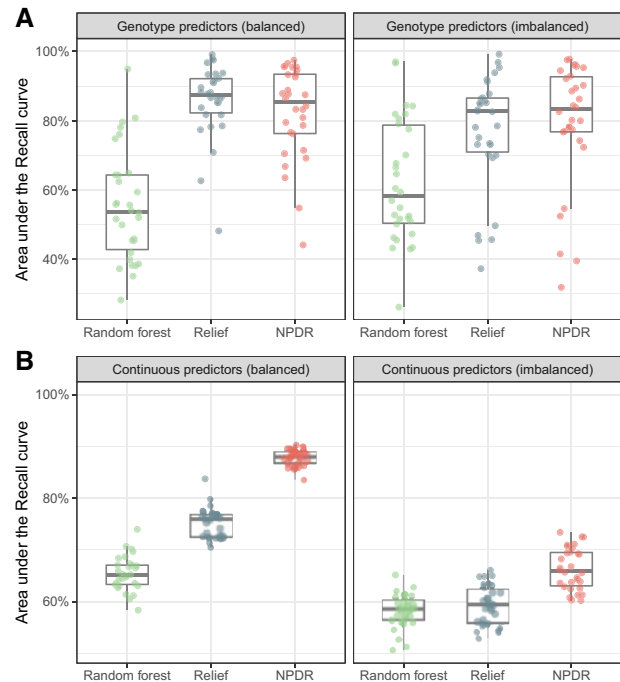 A
Genotype predictors (balanced)
Genotype predictors (imbalanced)
Area under the Recall curve
100%
80%
60%
40%
Random forest
Relief
NPDR
Random forest
Relief
NPDR
B
Continuous predictors (balanced)
Continuous predictors (imbalanced)
Area under the Recall curve
100%
80%
60%
Random forest
Relief
NPDR
Random forest
Relief
NPDR